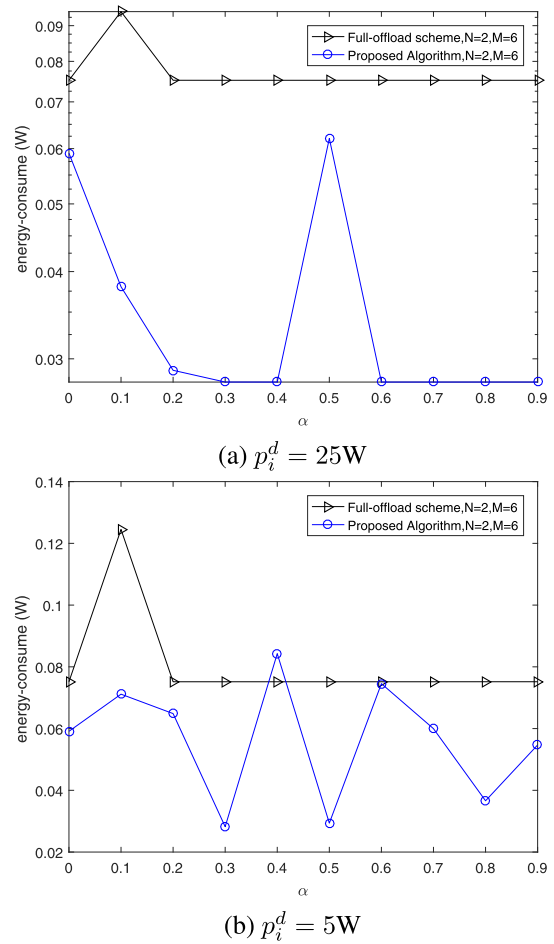 0.09
0.08
0.07
0.06
0.05
0.04
0.03
energy-consume (W)
Full-offload scheme,N=2,M=6
Proposed Algorithm,N=2,M=6
0 0.1 0.2 0.3 0.4 0.5 0.6 0.7 0.8 0.9
α
(a) $p_i^d = 25$W
0.14
0.12
0.1
0.08
0.06
0.04
0.02
energy-consume (W)
Full-offload scheme,N=2,M=6
Proposed Algorithm,N=2,M=6
0 0.1 0.2 0.3 0.4 0.5 0.6 0.7 0.8 0.9
α
(b) $p_i^d = 5$W